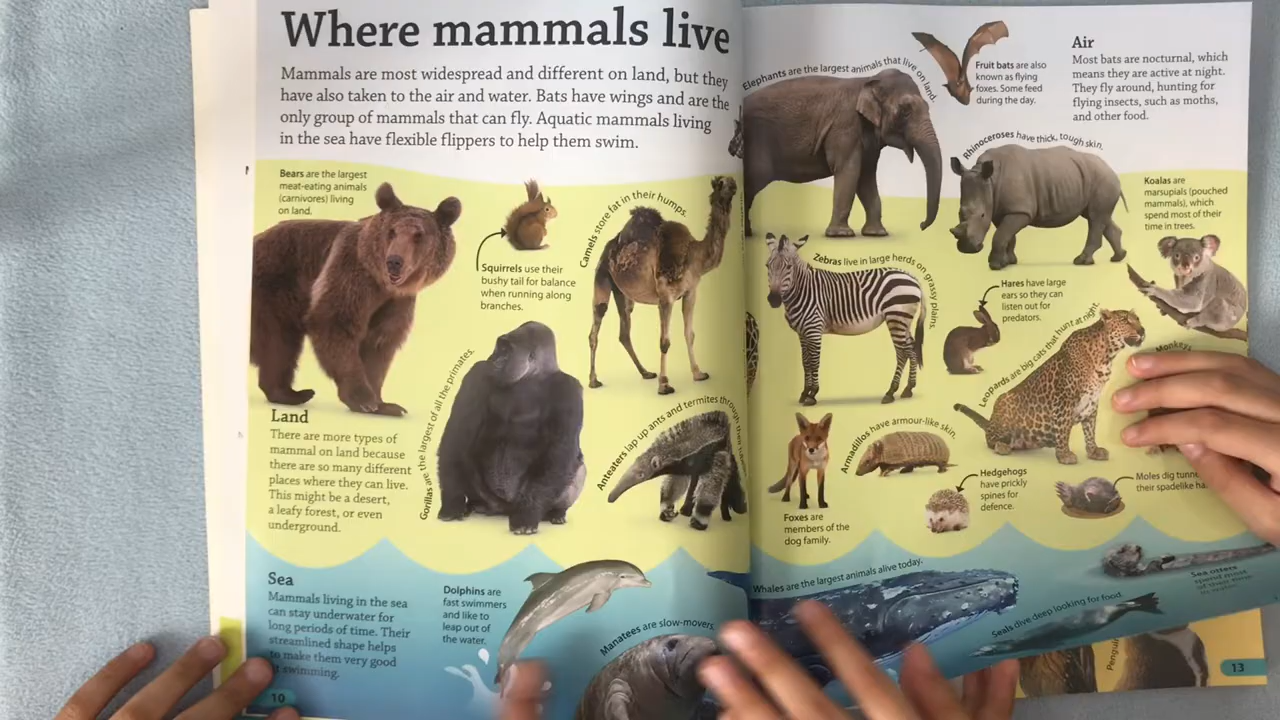 Where mammals live
Mammals are most widespread and different on land, but they
have also taken to the air and water. Bats have wings and are the
only group of mammals that can fly. Aquatic mammals living
in the sea have flexible flippers to help them swim.
Bears are the largest
meat-eating animals
(carnivores) living
on land.
Squirrels use their
bushy tail for balance
when running along
branches.
Camels store fat in their humps.
Gorillas are the largest of all the primates.
Anteaters lap up ants and termites through their
Land
There are more types of
mammal on land because
there are so many different
places where they can live.
This might be a desert,
a leafy forest, or even
underground.
Sea
Mammals living in the sea
can stay underwater for
long periods of time. Their
streamlined shape helps
to make them very good
swimming.
Dolphins are
fast swimmers
and like to
leap out of
the water.
Manatees are slow-movers.
10
Elephants are the largest animals that live on land.
Fruit bats are also
known as flying
foxes. Some feed
during the day.
Air
Most bats are nocturnal, which
means they are active at night.
They fly around, hunting for
flying insects, such as moths,
and other food.
Rhinoceroses have thick, tough skin.
Koalas are
marsupials (pouched
mammals), which
spend most of their
time in trees.
Zebras live in large herds on grassy plains.
Hares have large
ears so they can
listen out for
predators.
Leopards are big cats that hunt at night.
Monkeys
Foxes are
members of the
dog family.
Armadillos have armour-like skin.
Hedgehogs
have prickly
spines for
defence.
Moles dig
their spadelike
Whales are the largest animals alive today.
Seals dive deep looking for food.
Sea otters
spend most
of their time
in water.
13